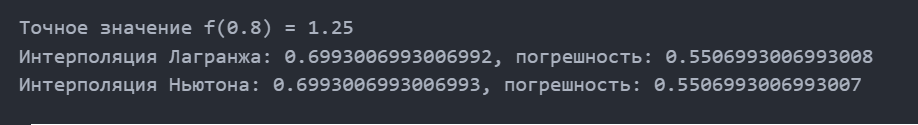 Точное значение f(0.8) = 1.25
Интерполяция Лагранжа: 0.6993006993006992, погрешность: 0.5506993006993008
Интерполяция Ньютона: 0.6993006993006993, погрешность: 0.5506993006993007